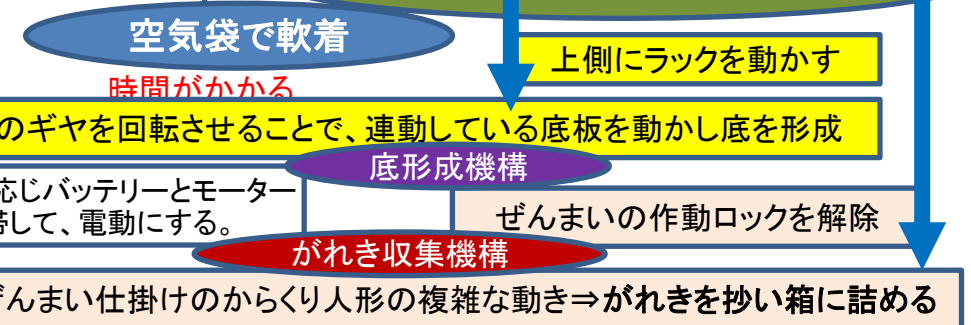 空気袋で軟着
上側にラックを動かす
時間がかかる
のギヤを回転させることで、連動している底板を動かし底を形成
底形成機構
応じバッテリーとモーター
帯して、電動にする。
ぜんまいの作動ロックを解除
がれき収集機構
ぜんまい仕掛けのからくり人形の複雑な動き⇒がれきを抄い箱に詰める